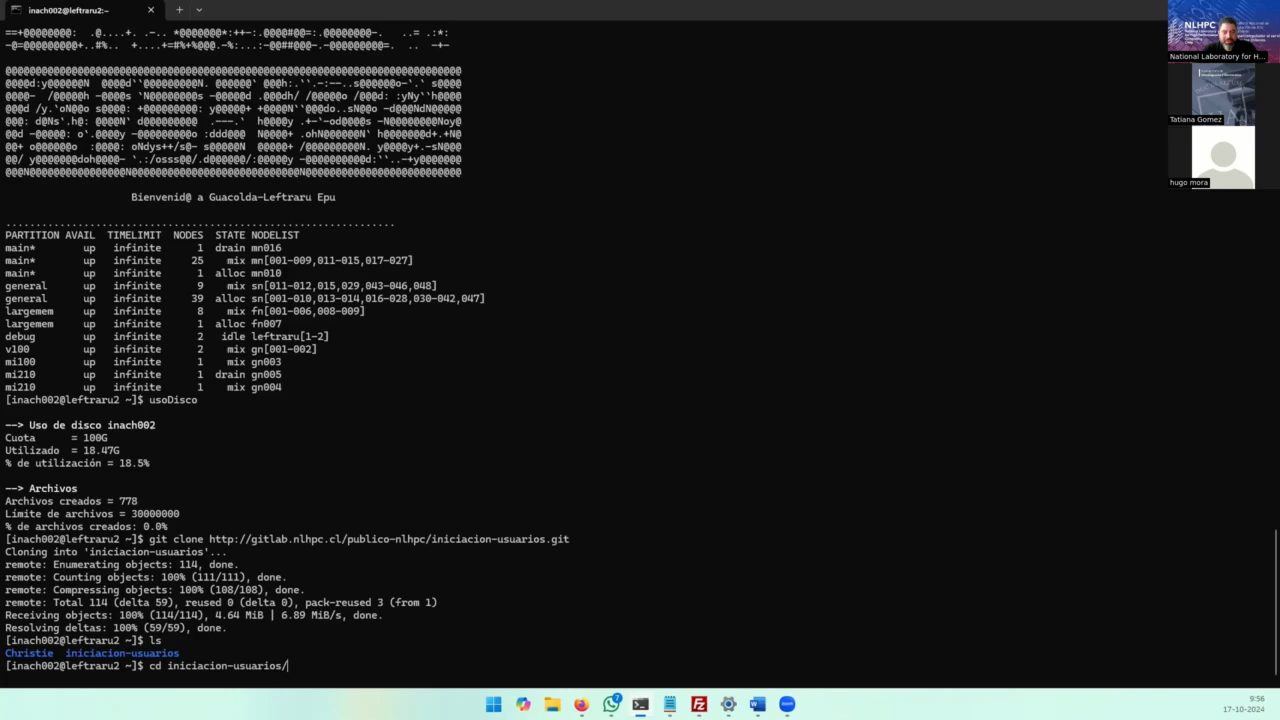 inach002@leftraru2:~
Bienvenid@ a Guacolda-Leftraru Epu
PARTITION AVAIL  TIMELIMIT  NODES  STATE NODELIST
main*        up   infinite      1  drain mn016
main*        up   infinite     25    mix mn[001-009,011-015,017-027]
main*        up   infinite      1  alloc mn010
general      up   infinite      9    mix sn[011-012,015,029,043-046,048]
general      up   infinite     39  alloc sn[001-010,013-014,016-028,030-042,047]
largemem     up   infinite      8    mix fn[001-006,008-009]
largemem     up   infinite      1  alloc fn007
debug        up   infinite      2   idle leftraru[1-2]
v100         up   infinite      2    mix gn[001-002]
mi100        up   infinite      1    mix gn003
mi210        up   infinite      1  drain gn005
mi210        up   infinite      1    mix gn004
[inach002@leftraru2 ~]$ usoDisco
--> Uso de disco inach002
Cuota      = 100G
Utilizado  = 18.47G
% de utilización = 18.5%
--> Archivos
Archivos creados = 778
Límite de archivos = 30000000
% de archivos creados: 0.0%
[inach002@leftraru2 ~]$ git clone http://gitlab.nlhpc.cl/publico-nlhpc/iniciacion-usuarios.git
Cloning into 'iniciacion-usuarios'...
remote: Enumerating objects: 114, done.
remote: Counting objects: 100% (111/111), done.
remote: Compressing objects: 100% (108/108), done.
remote: Total 114 (delta 59), reused 0 (delta 0), pack-reused 3 (from 1)
Receiving objects: 100% (114/114), 4.64 MiB | 6.89 MiB/s, done.
Resolving deltas: 100% (59/59), done.
[inach002@leftraru2 ~]$ ls
Christie  iniciacion-usuarios
[inach002@leftraru2 ~]$ cd iniciacion-usuarios/
NLHPC
National Laboratory for H...
Tatiana Gomez
hugo mora
7
zoom
9:56
17-10-2024